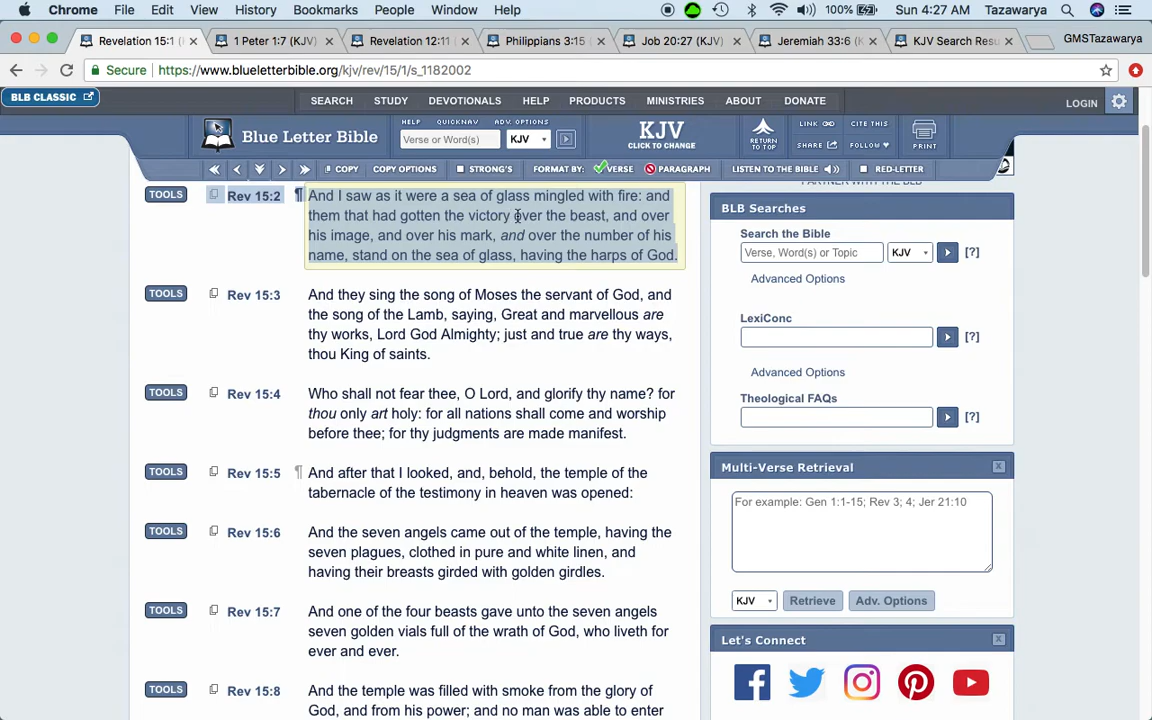 Chrome File Edit View History Bookmarks People Window Help 100% Sun 4:27 AM Tazawarya
Revelation 15:1 ( 1 Peter 1:7 (KJV) Revelation 12:11 Philippians 3:15 Job 20:27 (KJV) Jeremiah 33:6 (KJV KJV Search Resu GMSTazawarya
Secure https://www.blueletterbible.org/kjv/rev/15/1/s_1182002
BLB CLASSIC
SEARCH STUDY DEVOTIONALS HELP PRODUCTS MINISTRIES ABOUT DONATE LOGIN
Blue Letter Bible
HELP QUICKNAV ADV. OPTIONS
Verse or Word(s) KJV
KJV
CLICK TO CHANGE
RETURN
TO TOP
LINK CITE THIS
SHARE FOLLOW
PRINT
COPY COPY OPTIONS STRONG'S FORMAT BY: VERSE PARAGRAPH LISTEN TO THE BIBLE RED-LETTER
PARTNER WITH THE BLB
TOOLS Rev 15:2 ¶ And I saw as it were a sea of glass mingled with fire: and
them that had gotten the victory over the beast, and over
his image, and over his mark, and over the number of his
name, stand on the sea of glass, having the harps of God.
TOOLS Rev 15:3 And they sing the song of Moses the servant of God, and
the song of the Lamb, saying, Great and marvellous are
thy works, Lord God Almighty; just and true are thy ways,
thou King of saints.
TOOLS Rev 15:4 Who shall not fear thee, O Lord, and glorify thy name? for
thou only art holy: for all nations shall come and worship
before thee; for thy judgments are made manifest.
TOOLS Rev 15:5 ¶ And after that I looked, and, behold, the temple of the
tabernacle of the testimony in heaven was opened:
TOOLS Rev 15:6 And the seven angels came out of the temple, having the
seven plagues, clothed in pure and white linen, and
having their breasts girded with golden girdles.
TOOLS Rev 15:7 And one of the four beasts gave unto the seven angels
seven golden vials full of the wrath of God, who liveth for
ever and ever.
TOOLS Rev 15:8 And the temple was filled with smoke from the glory of
God, and from his power; and no man was able to enter
BLB Searches
Search the Bible
Verse, Word(s) or Topic KJV [?]
Advanced Options
LexiConc
[?]
Advanced Options
Theological FAQs
[?]
Multi-Verse Retrieval x
For example: Gen 1:1-15; Rev 3; 4; Jer 21:10
KJV Retrieve Adv. Options
Let's Connect x